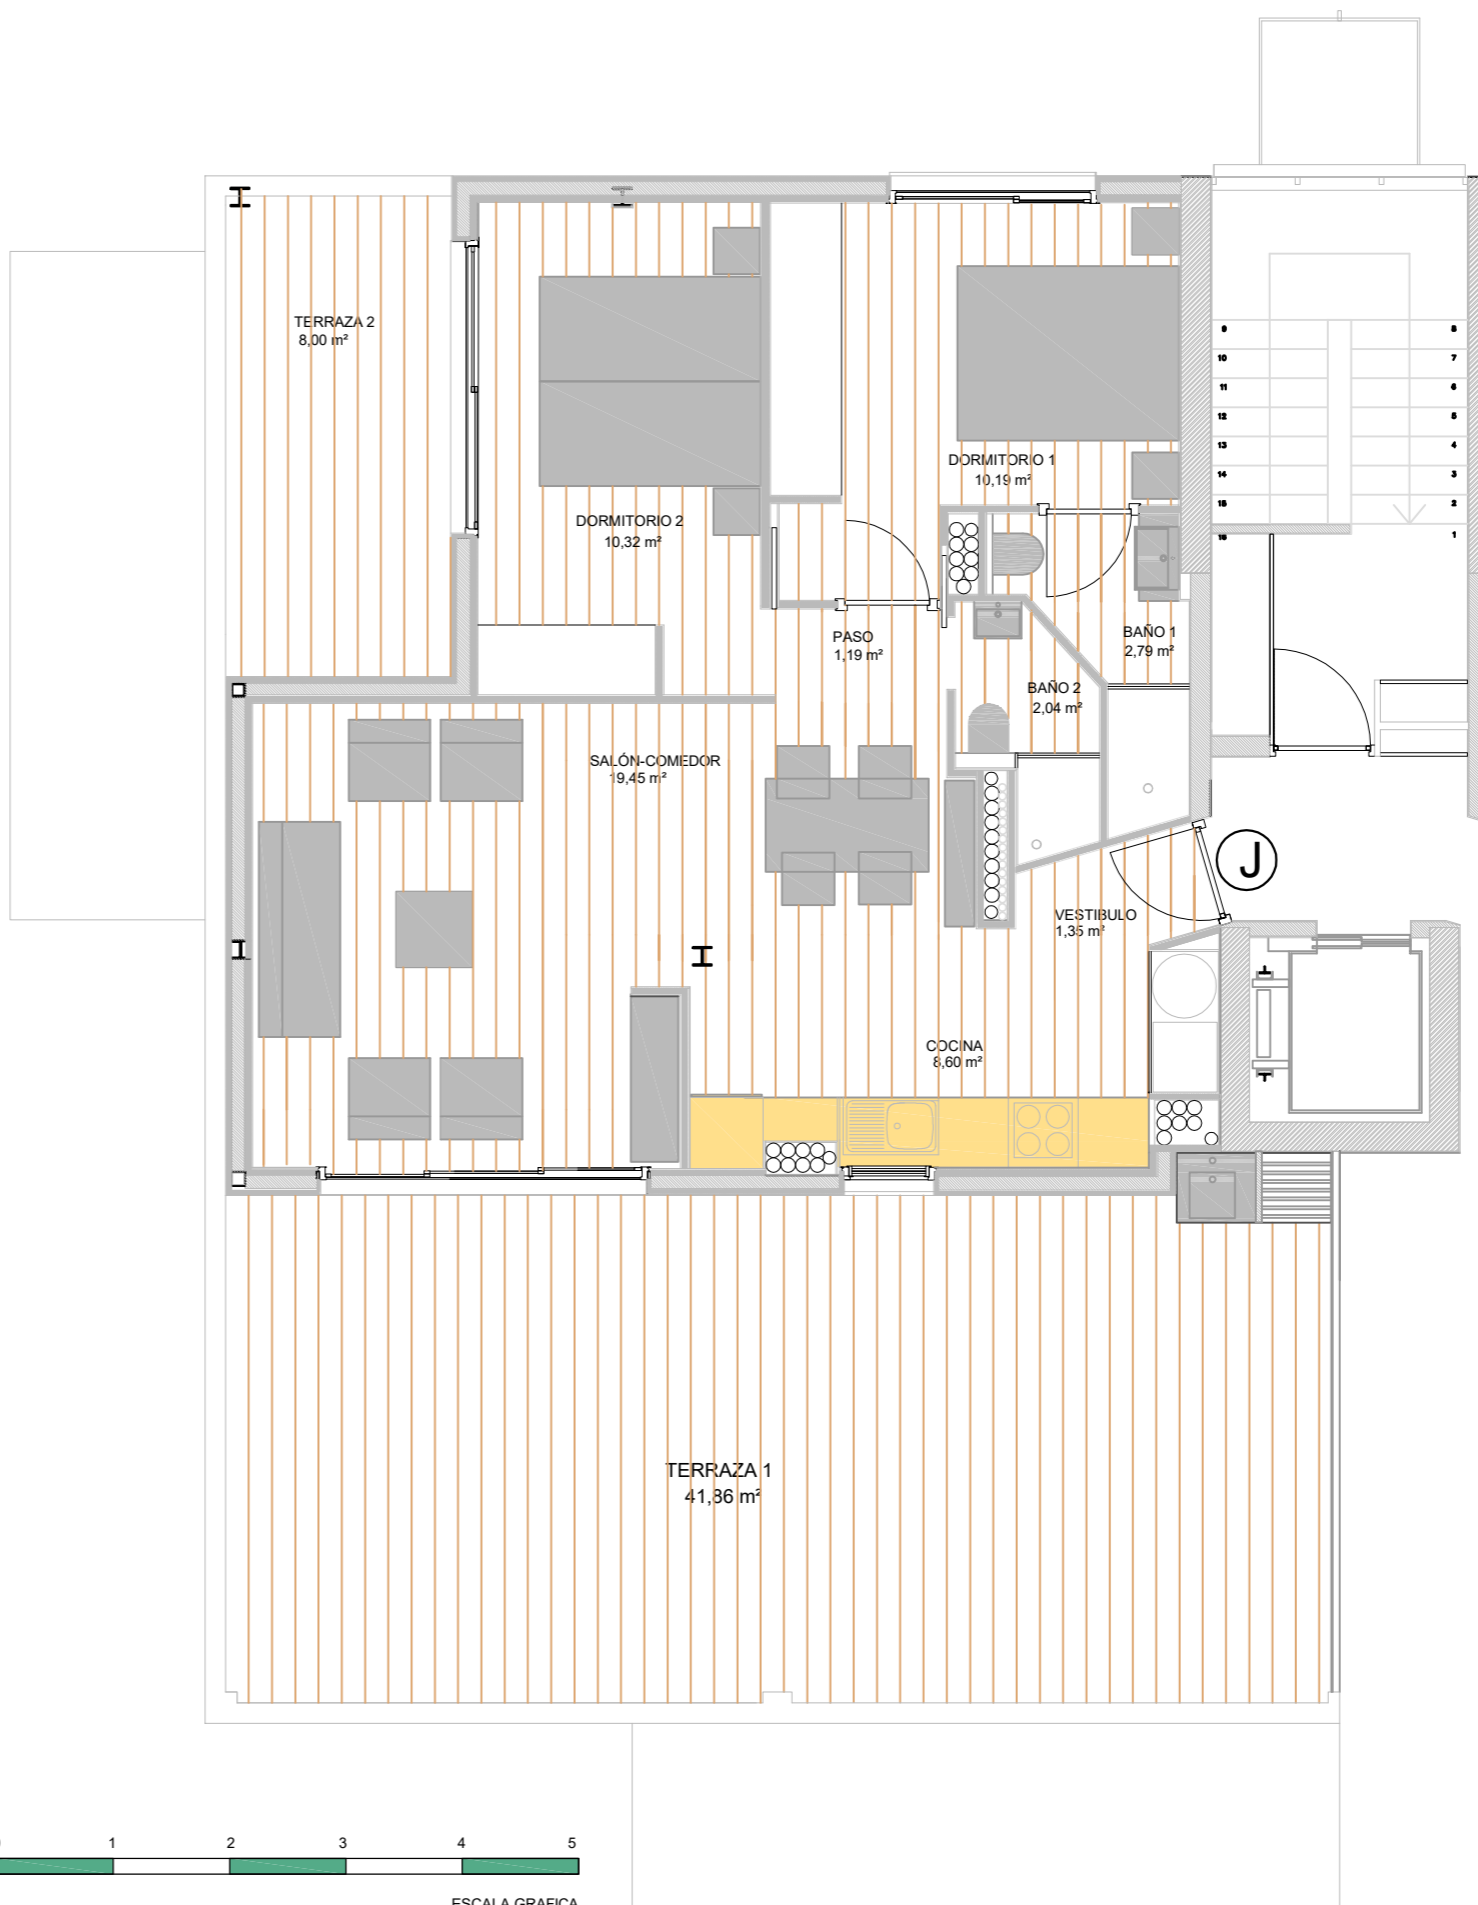 TERRAZA 2
8,00 m²
DORMITORIO 1
10,19 m²
DORMITORIO 2
10,32 m²
9
10
11
12
13
14
15
16
8
7
6
5
4
3
2
1
PASO
1,19 m²
BAÑO 1
2,79 m²
BAÑO 2
2,04 m²
SALÓN-COMEDOR
19,45 m²
J
VESTIBULO
1,35 m²
COCINA
8,60 m²
TERRAZA 1
41,86 m²
1 2 3 4 5
ESCALA GRAFICA